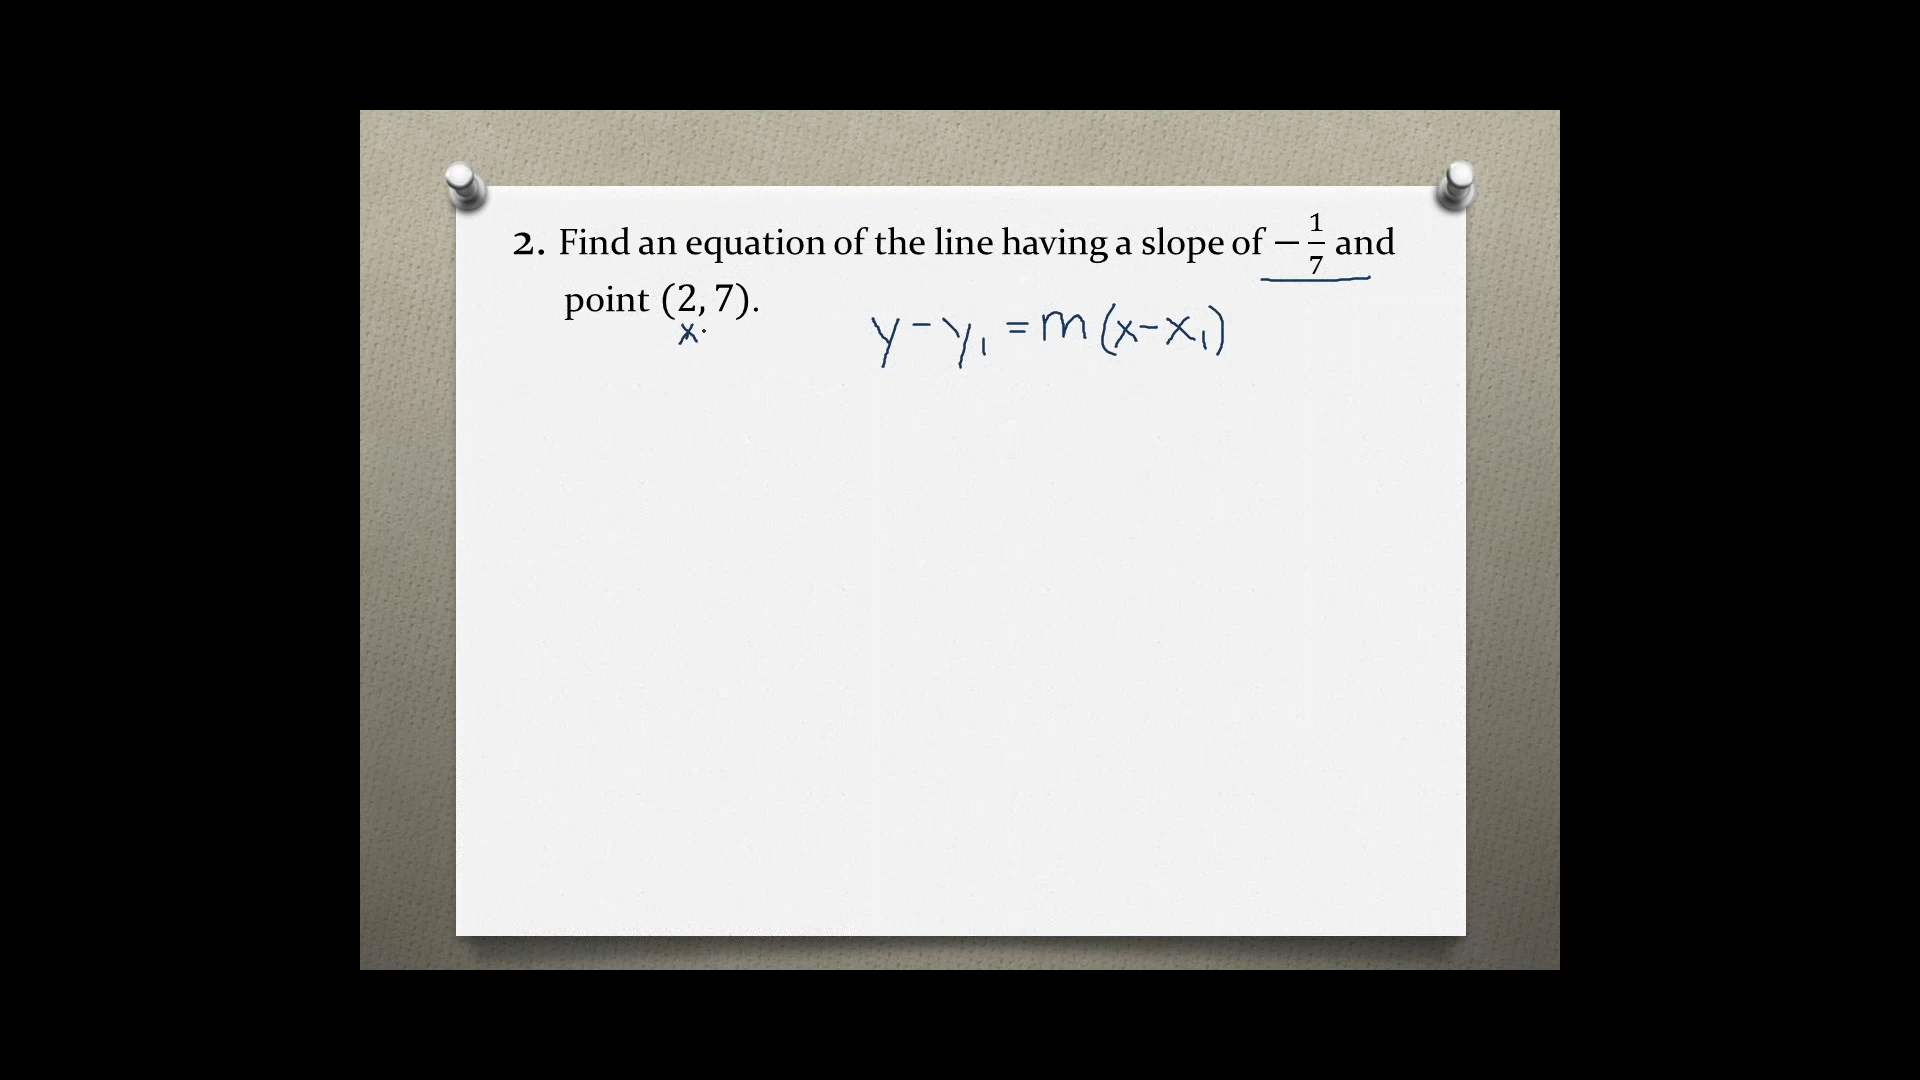 2. Find an equation of the line having a slope of −1/7 and
point (2, 7).
x
y − y₁ = m(x − x₁)